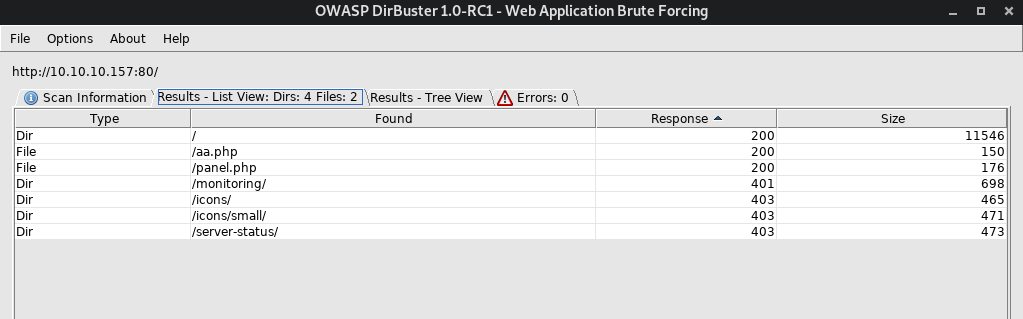 OWASP DirBuster 1.0-RC1 - Web Application Brute Forcing
File Options About Help
http://10.10.10.157:80/
Scan Information Results - List View: Dirs: 4 Files: 2 Results - Tree View Errors: 0
Type Found Response Size
Dir / 200 11546
File /aa.php 200 150
File /panel.php 200 176
Dir /monitoring/ 401 698
Dir /icons/ 403 465
Dir /icons/small/ 403 471
Dir /server-status/ 403 473